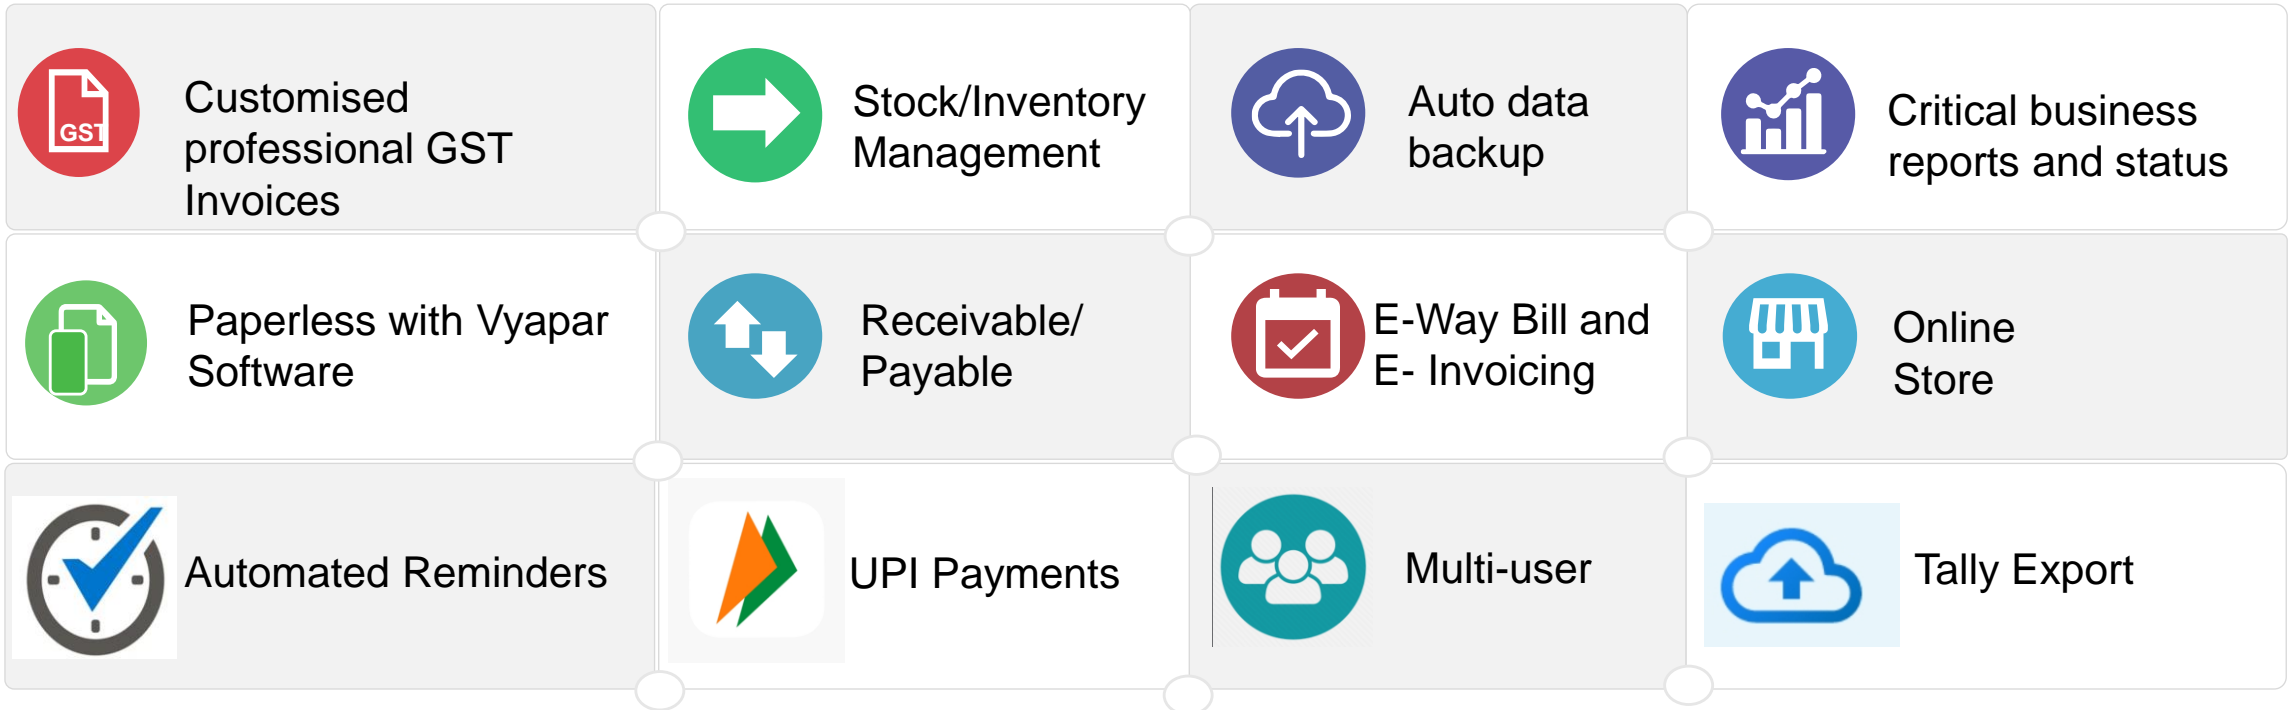 GST
Customised
professional GST
Invoices
Stock/Inventory
Management
Auto data
backup
Critical business
reports and status
Paperless with Vyapar
Software
Receivable/
Payable
E-Way Bill and
E- Invoicing
Online
Store
Automated Reminders
UPI Payments
Multi-user
Tally Export